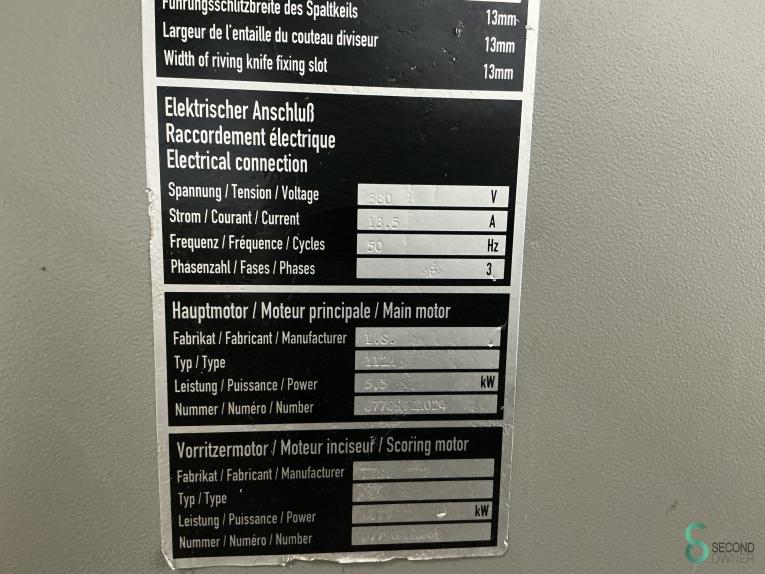 Führungsschlitzbreite des Spaltkeils 13mm
Largeur de l'entaille du couteau diviseur 13mm
Width of riving knife fixing slot 13mm
Elektrischer Anschluß
Raccordement électrique
Electrical connection
Spannung / Tension / Voltage 380 V
Strom / Courant / Current 13.5 A
Frequenz / Fréquence / Cycles 50 Hz
Phasenzahl / Fases / Phases 3
Hauptmotor / Moteur principale / Main motor
Fabrikat / Fabricant / Manufacturer L.S.
Typ / Type
Leistung / Puissance / Power 5,5 kW
Nummer / Numéro / Number
Vorritzermotor / Moteur inciseur / Scoring motor
Fabrikat / Fabricant / Manufacturer
Typ / Type
Leistung / Puissance / Power kW
Nummer / Numéro / Number
SECOND
OWNER